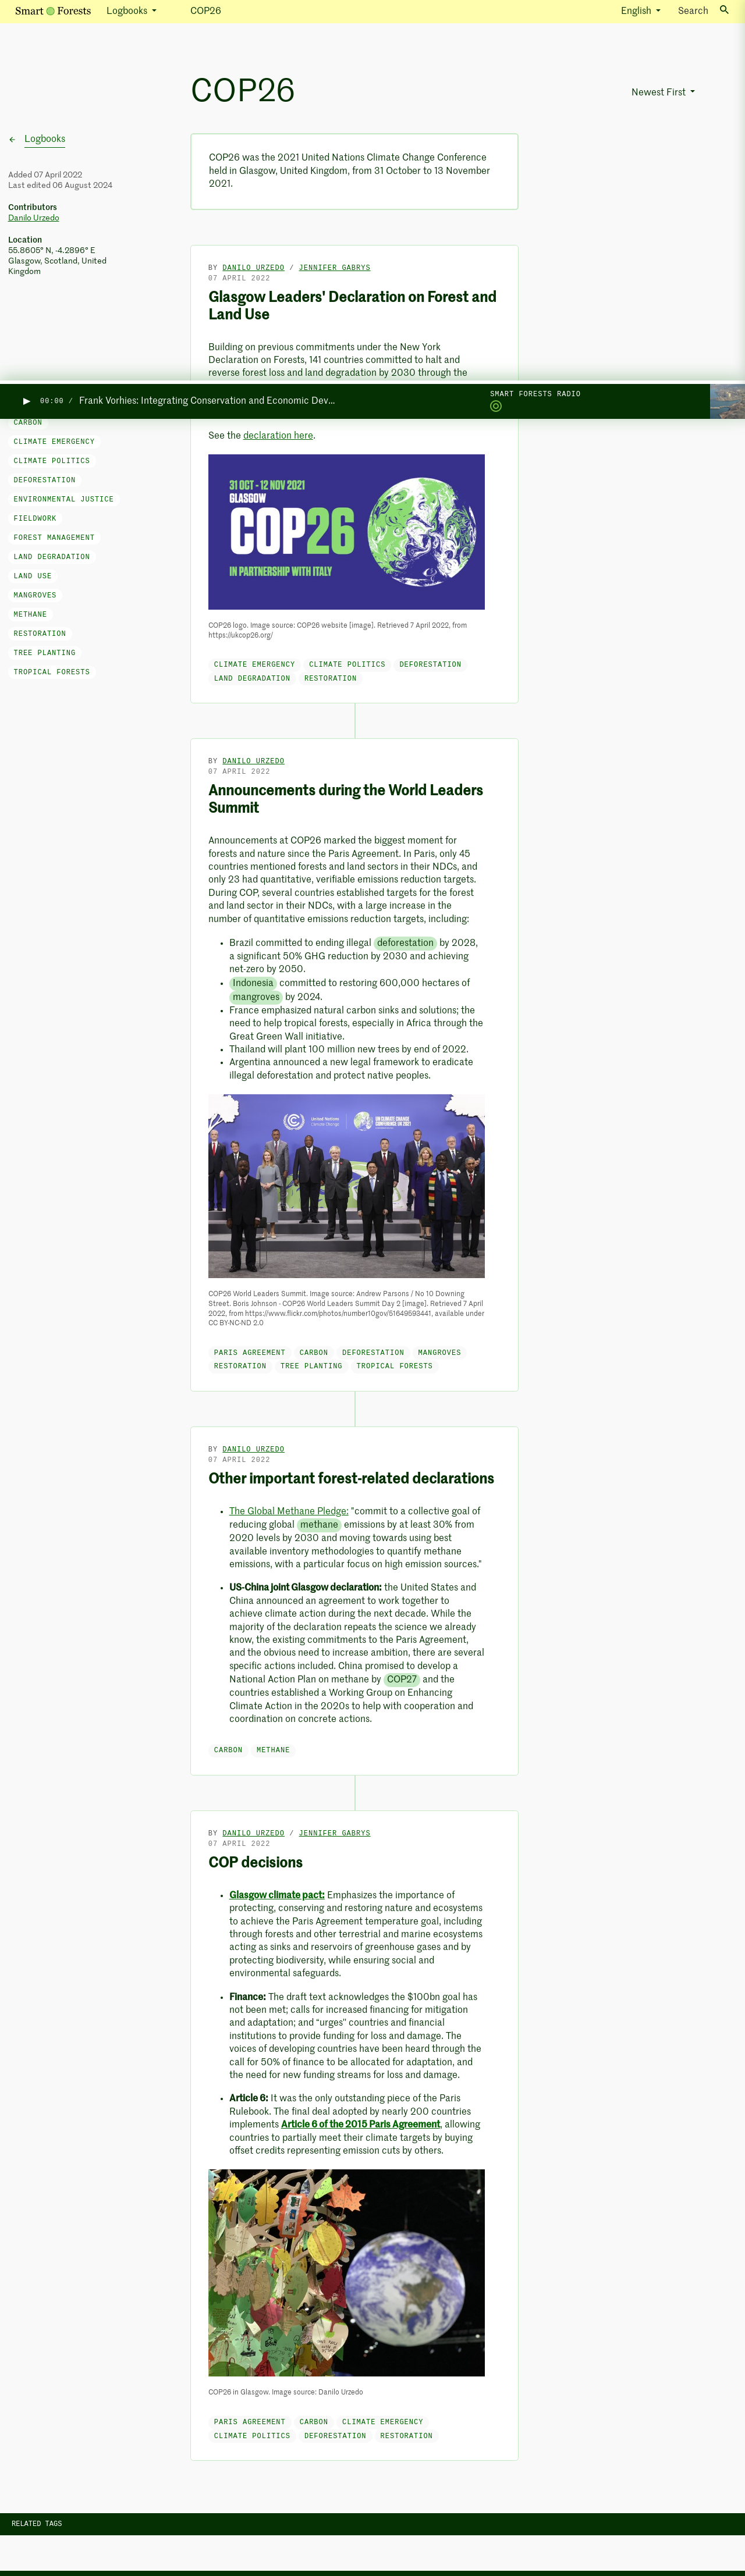 Smart Forests
Logbooks
COP26
English
Search
COP26
Newest First
Logbooks
Added 07 April 2022
Last edited 06 August 2024
Contributors
Danilo Urzedo
Location
55.8605° N, -4.2896° E
Glasgow, Scotland, United
Kingdom
COP26 was the 2021 United Nations Climate Change Conference
held in Glasgow, United Kingdom, from 31 October to 13 November
2021.
BY DANILO URZEDO / JENNIFER GABRYS
07 APRIL 2022
Glasgow Leaders' Declaration on Forest and
Land Use
Building on previous commitments under the New York
Declaration on Forests, 141 countries committed to halt and
reverse forest loss and land degradation by 2030 through the
00:00 / Frank Vorhies: Integrating Conservation and Economic Dev...
SMART FORESTS RADIO
CARBON
CLIMATE EMERGENCY
CLIMATE POLITICS
DEFORESTATION
ENVIRONMENTAL JUSTICE
FIELDWORK
FOREST MANAGEMENT
LAND DEGRADATION
LAND USE
MANGROVES
METHANE
RESTORATION
TREE PLANTING
TROPICAL FORESTS
See the declaration here.
31 OCT - 12 NOV 2021
GLASGOW
COP26
IN PARTNERSHIP WITH ITALY
COP26 logo. Image source: COP26 website [image]. Retrieved 7 April 2022, from
https://ukcop26.org/
CLIMATE EMERGENCY CLIMATE POLITICS DEFORESTATION
LAND DEGRADATION RESTORATION
BY DANILO URZEDO
07 APRIL 2022
Announcements during the World Leaders
Summit
Announcements at COP26 marked the biggest moment for
forests and nature since the Paris Agreement. In Paris, only 45
countries mentioned forests and land sectors in their NDCs, and
only 23 had quantitative, verifiable emissions reduction targets.
During COP, several countries established targets for the forest
and land sector in their NDCs, with a large increase in the
number of quantitative emissions reduction targets, including:
• Brazil committed to ending illegal deforestation by 2028,
a significant 50% GHG reduction by 2030 and achieving
net-zero by 2050.
• Indonesia committed to restoring 600,000 hectares of
mangroves by 2024.
• France emphasized natural carbon sinks and solutions; the
need to help tropical forests, especially in Africa through the
Great Green Wall initiative.
• Thailand will plant 100 million new trees by end of 2022.
• Argentina announced a new legal framework to eradicate
illegal deforestation and protect native peoples.
COP26 World Leaders Summit. Image source: Andrew Parsons / No 10 Downing
Street. Boris Johnson - COP26 World Leaders Summit Day 2 [image]. Retrieved 7 April
2022, from https://www.flickr.com/photos/number10gov/51649593441, available under
CC BY-NC-ND 2.0
PARIS AGREEMENT CARBON DEFORESTATION MANGROVES
RESTORATION TREE PLANTING TROPICAL FORESTS
BY DANILO URZEDO
07 APRIL 2022
Other important forest-related declarations
• The Global Methane Pledge: "commit to a collective goal of
reducing global methane emissions by at least 30% from
2020 levels by 2030 and moving towards using best
available inventory methodologies to quantify methane
emissions, with a particular focus on high emission sources."
• US-China joint Glasgow declaration: the United States and
China announced an agreement to work together to
achieve climate action during the next decade. While the
majority of the declaration repeats the science we already
know, the existing commitments to the Paris Agreement,
and the obvious need to increase ambition, there are several
specific actions included. China promised to develop a
National Action Plan on methane by COP27 and the
countries established a Working Group on Enhancing
Climate Action in the 2020s to help with cooperation and
coordination on concrete actions.
CARBON METHANE
BY DANILO URZEDO / JENNIFER GABRYS
07 APRIL 2022
COP decisions
• Glasgow climate pact: Emphasizes the importance of
protecting, conserving and restoring nature and ecosystems
to achieve the Paris Agreement temperature goal, including
through forests and other terrestrial and marine ecosystems
acting as sinks and reservoirs of greenhouse gases and by
protecting biodiversity, while ensuring social and
environmental safeguards.
• Finance: The draft text acknowledges the $100bn goal has
not been met; calls for increased financing for mitigation
and adaptation; and “urges” countries and financial
institutions to provide funding for loss and damage. The
voices of developing countries have been heard through the
call for 50% of finance to be allocated for adaptation, and
the need for new funding streams for loss and damage.
• Article 6: It was the only outstanding piece of the Paris
Rulebook. The final deal adopted by nearly 200 countries
implements Article 6 of the 2015 Paris Agreement, allowing
countries to partially meet their climate targets by buying
offset credits representing emission cuts by others.
COP26 in Glasgow. Image source: Danilo Urzedo
PARIS AGREEMENT CARBON CLIMATE EMERGENCY
CLIMATE POLITICS DEFORESTATION RESTORATION
RELATED TAGS